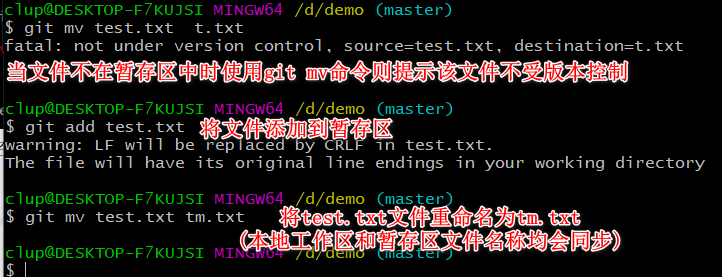 clup@DESKTOP-F7KUJSI MINGW64 /d/demo (master)
$ git mv test.txt  t.txt
fatal: not under version control, source=test.txt, destination=t.txt
当文件不在暂存区中时使用git mv命令则提示该文件不受版本控制
clup@DESKTOP-F7KUJSI MINGW64 /d/demo (master)
$ git add test.txt 将文件添加到暂存区
warning: LF will be replaced by CRLF in test.txt.
The file will have its original line endings in your working directory
clup@DESKTOP-F7KUJSI MINGW64 /d/demo (master)
$ git mv test.txt tm.txt 将test.txt文件重命名为tm.txt
(本地工作区和暂存区文件名称均会同步)
clup@DESKTOP-F7KUJSI MINGW64 /d/demo (master)
$